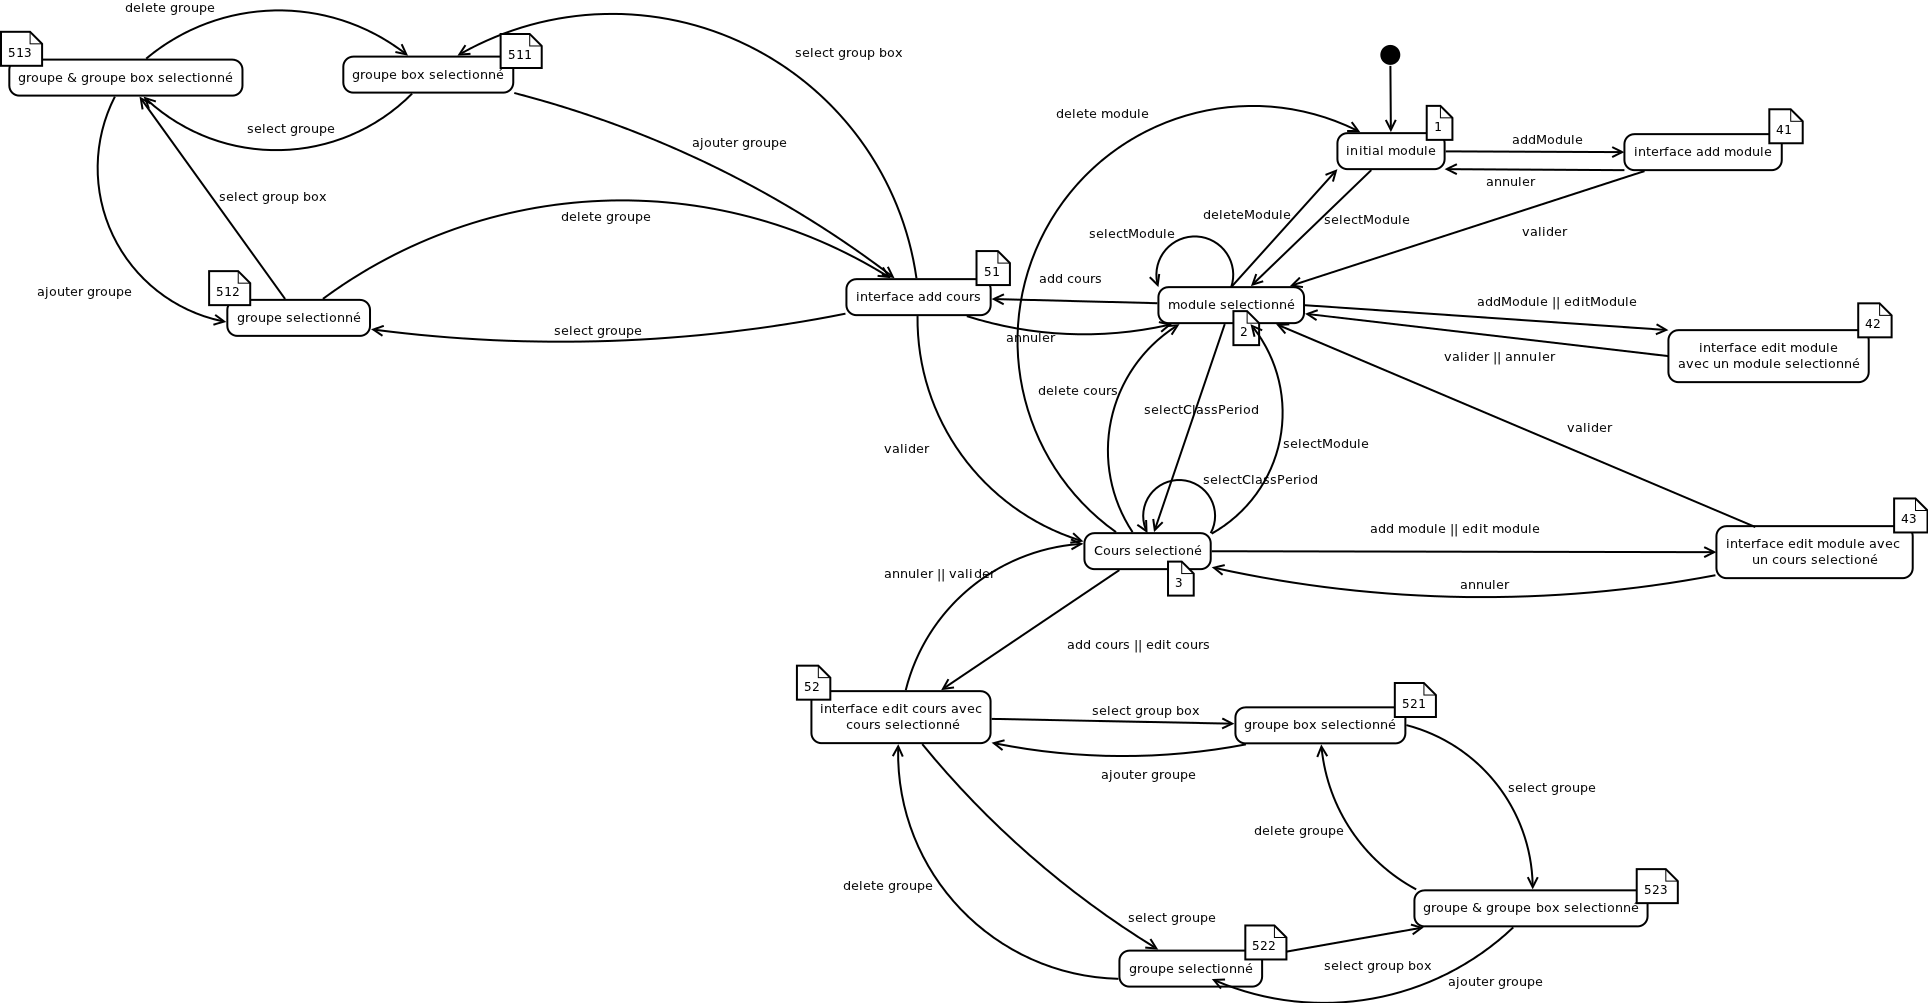 delete groupe
513
511
select group box
groupe & groupe box selectionné
groupe box selectionné
delete module
1
41
select groupe
ajouter groupe
initial module
addModule
interface add module
annuler
select group box
delete groupe
deleteModule
selectModule
selectModule
valider
51
add cours
512
ajouter groupe
interface add cours
module selectionné
addModule || editModule
groupe selectionné
select groupe
annuler
2
42
interface edit module
avec un module selectionné
valider || annuler
delete cours
selectClassPeriod
valider
valider
selectModule
selectClassPeriod
43
add module || edit module
Cours selectioné
interface edit module avec
un cours selectioné
annuler || valider
3
annuler
add cours || edit cours
52
interface edit cours avec
cours selectionné
select group box
521
groupe box selectionné
ajouter groupe
select groupe
delete groupe
delete groupe
523
groupe & groupe box selectionné
select groupe
522
groupe selectionné
select group box
ajouter groupe